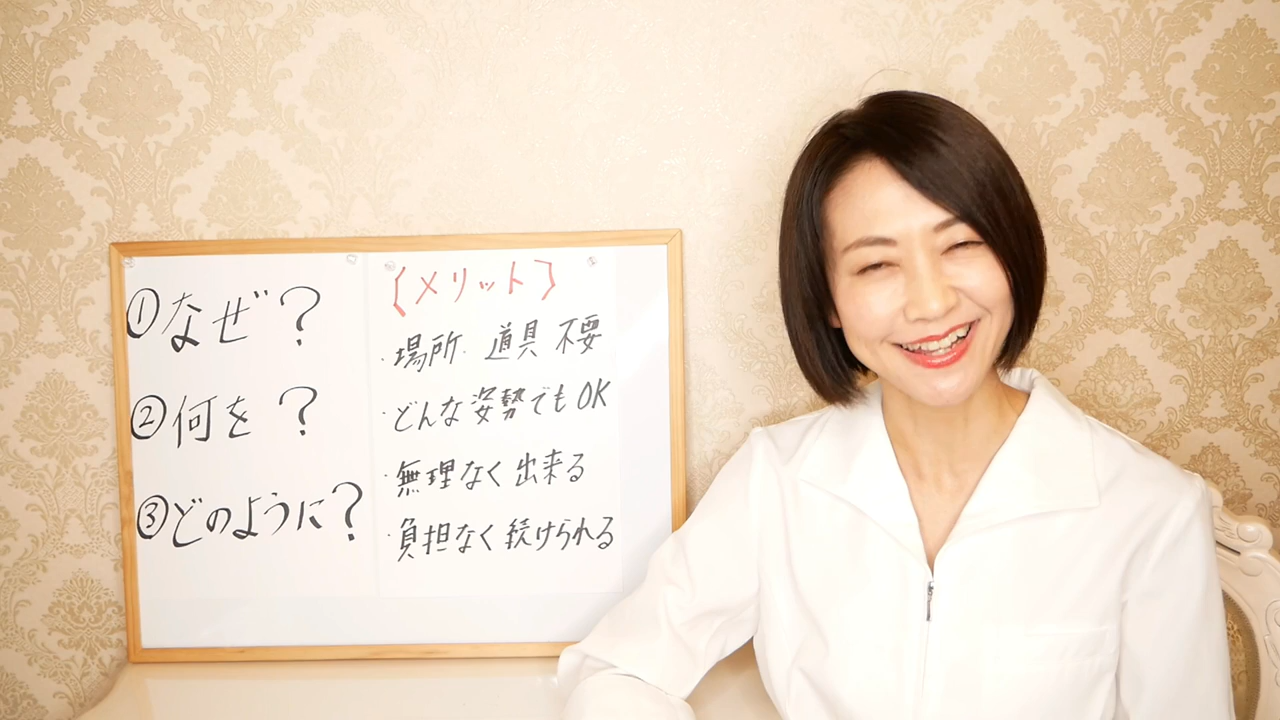 ①なぜ?
②何を?
③どのように?
〔メリット〕
・場所・道具不要
・どんな姿勢でもOK
・無理なく出来る
・負担なく続けられる